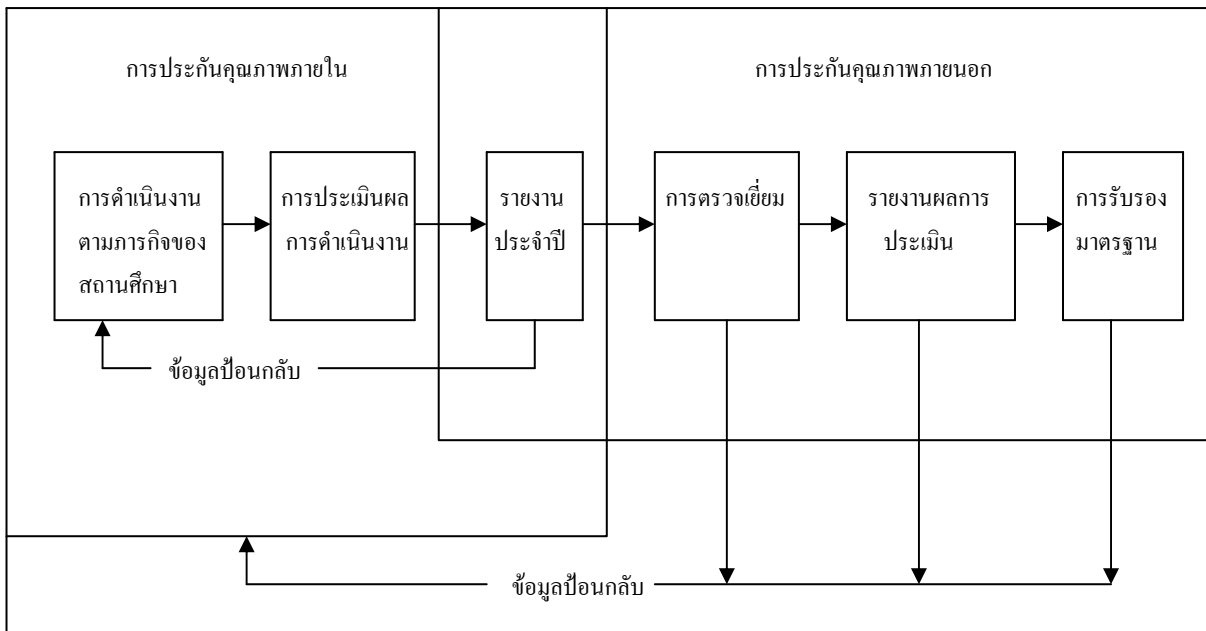 การประกันคุณภาพภายใน
การประกันคุณภาพภายนอก
การดำเนินงาน
ตามภารกิจของ
สถานศึกษา
การประเมินผล
การดำเนินงาน
รายงาน
ประจำปี
การตรวจเยี่ยม
รายงานผลการ
ประเมิน
การรับรอง
มาตรฐาน
ข้อมูลป้อนกลับ
ข้อมูลป้อนกลับ